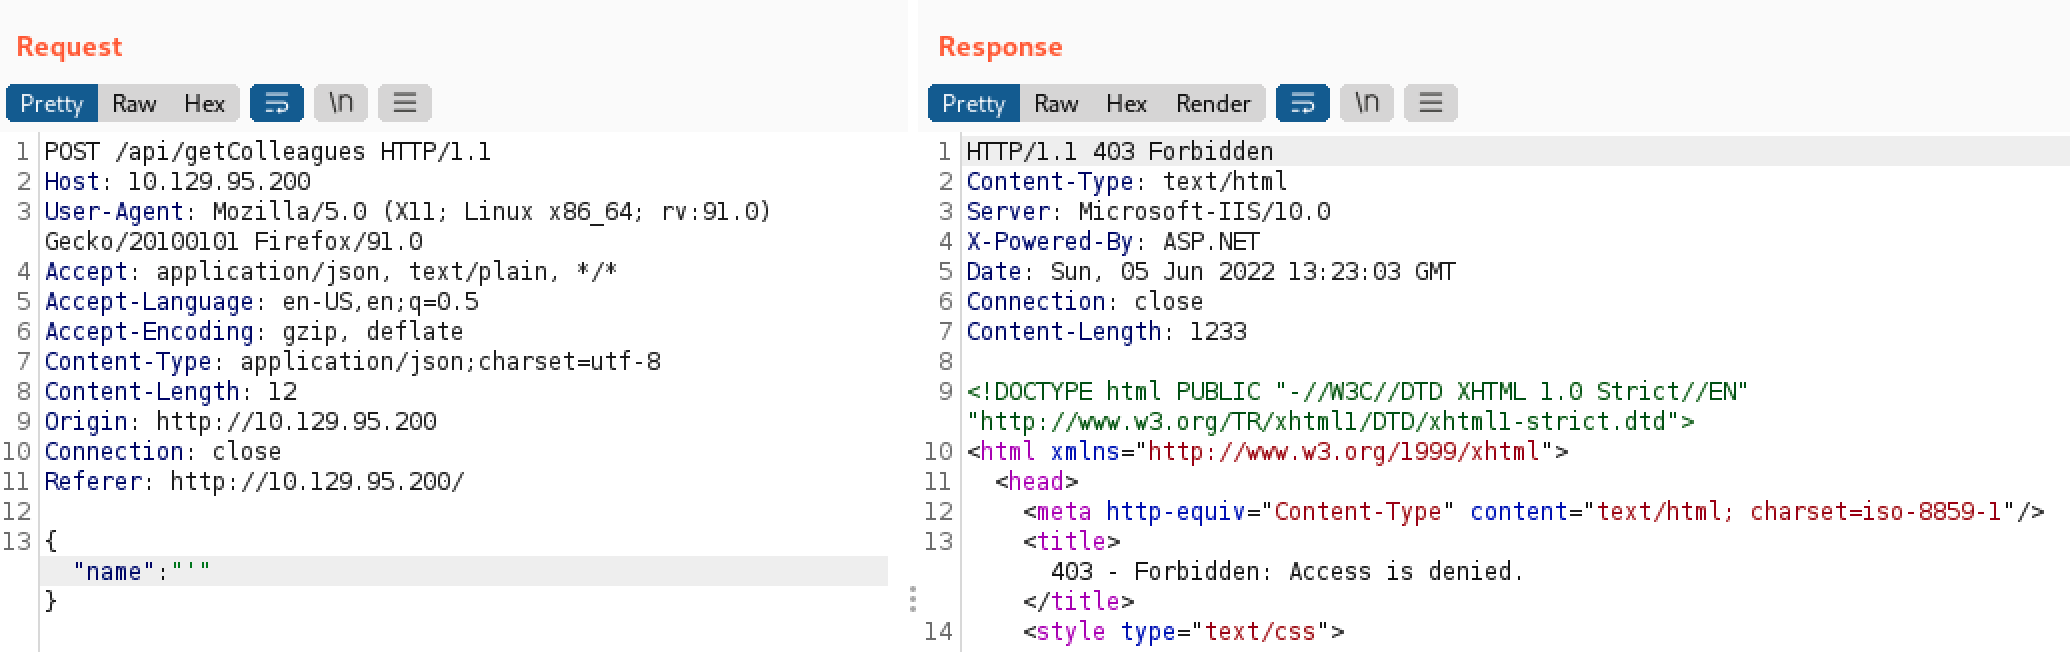 Request
Pretty Raw Hex \n
1 POST /api/getColleagues HTTP/1.1
2 Host: 10.129.95.200
3 User-Agent: Mozilla/5.0 (X11; Linux x86_64; rv:91.0)
Gecko/20100101 Firefox/91.0
4 Accept: application/json, text/plain, */*
5 Accept-Language: en-US,en;q=0.5
6 Accept-Encoding: gzip, deflate
7 Content-Type: application/json;charset=utf-8
8 Content-Length: 12
9 Origin: http://10.129.95.200
10 Connection: close
11 Referer: http://10.129.95.200/
12
13 {
"name":"'"
}
Response
Pretty Raw Hex Render \n
1 HTTP/1.1 403 Forbidden
2 Content-Type: text/html
3 Server: Microsoft-IIS/10.0
4 X-Powered-By: ASP.NET
5 Date: Sun, 05 Jun 2022 13:23:03 GMT
6 Connection: close
7 Content-Length: 1233
8
9 <!DOCTYPE html PUBLIC "-//W3C//DTD XHTML 1.0 Strict//EN"
"http://www.w3.org/TR/xhtml1/DTD/xhtml1-strict.dtd">
10 <html xmlns="http://www.w3.org/1999/xhtml">
11 <head>
12 <meta http-equiv="Content-Type" content="text/html; charset=iso-8859-1"/>
13 <title>
403 - Forbidden: Access is denied.
</title>
14 <style type="text/css">